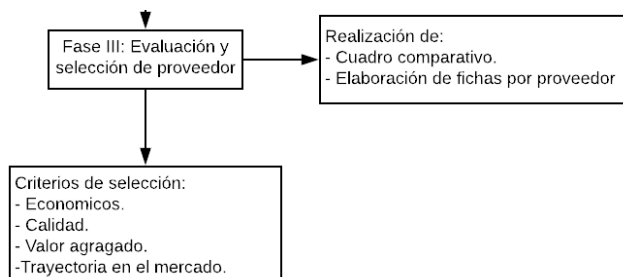 Fase III: Evaluación y
selección de proveedor
Realización de:
- Cuadro comparativo.
- Elaboración de fichas por proveedor
Criterios de selección:
- Economicos.
- Calidad.
- Valor agragado.
-Trayectoria en el mercado.